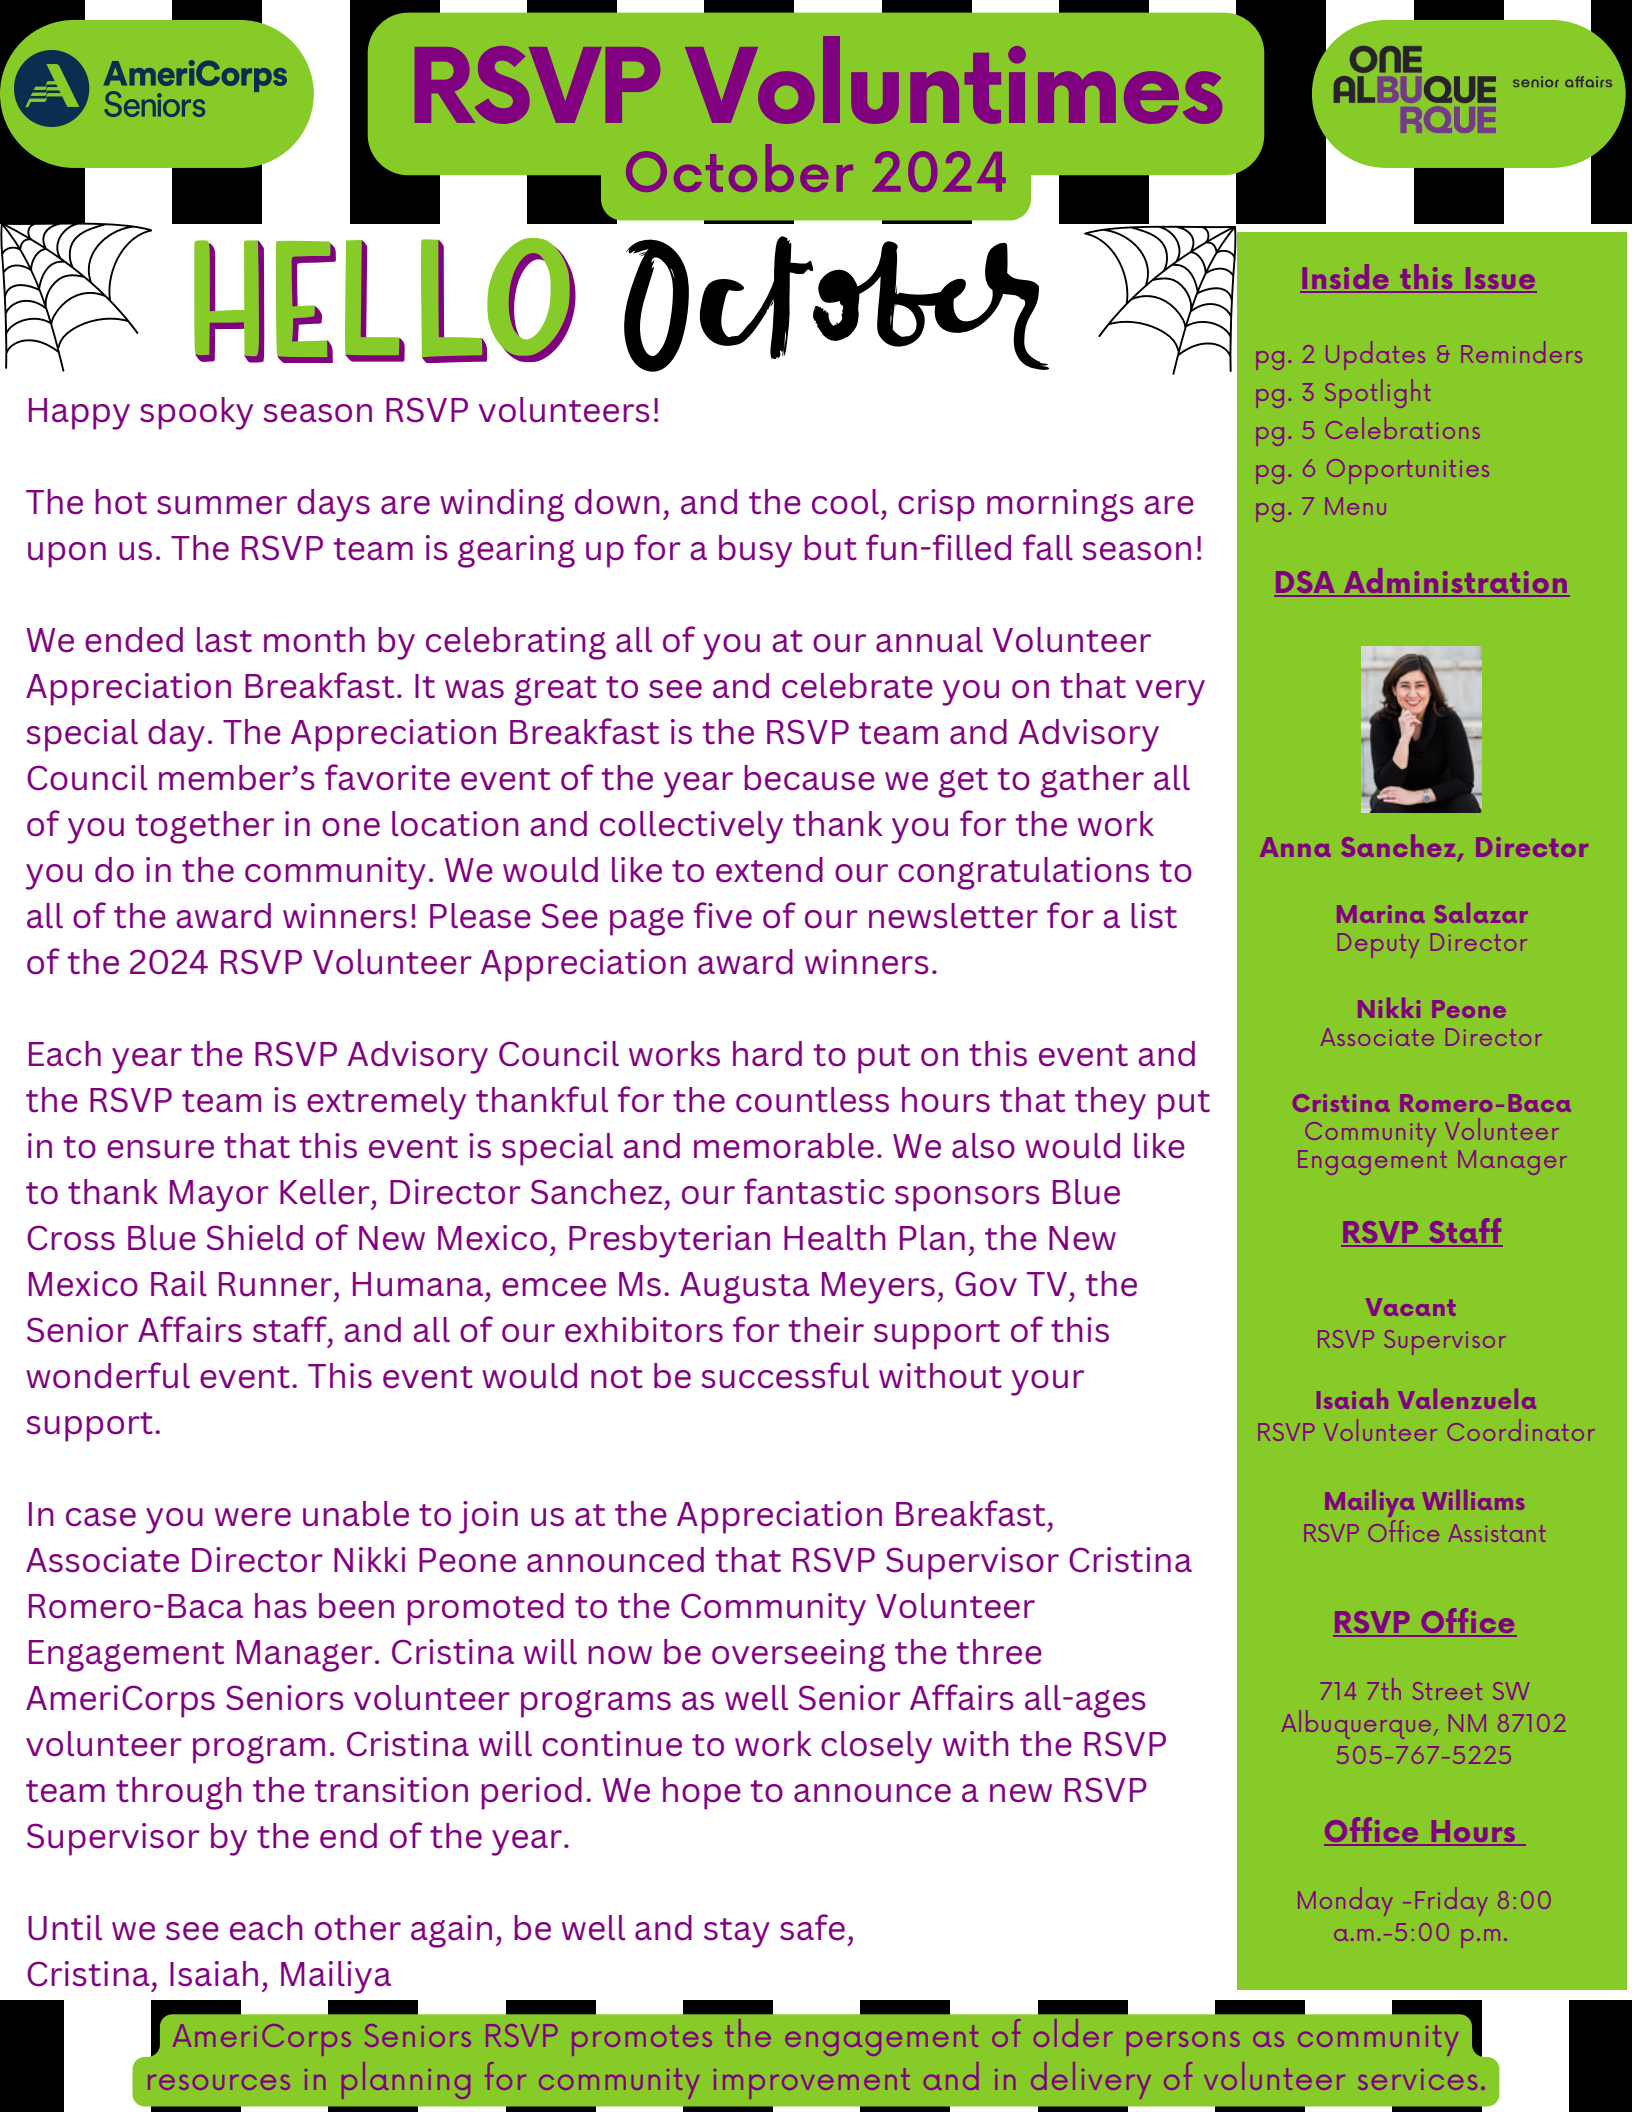 AmeriCorps
Seniors
RSVP Voluntimes
October 2024
ONE
ALBUQUE
RQUE
senior affairs
HELLO October
Happy spooky season RSVP volunteers!
The hot summer days are winding down, and the cool, crisp mornings are
upon us. The RSVP team is gearing up for a busy but fun-filled fall season!
We ended last month by celebrating all of you at our annual Volunteer
Appreciation Breakfast. It was great to see and celebrate you on that very
special day. The Appreciation Breakfast is the RSVP team and Advisory
Council member’s favorite event of the year because we get to gather all
of you together in one location and collectively thank you for the work
you do in the community. We would like to extend our congratulations to
all of the award winners! Please See page five of our newsletter for a list
of the 2024 RSVP Volunteer Appreciation award winners.
Each year the RSVP Advisory Council works hard to put on this event and
the RSVP team is extremely thankful for the countless hours that they put
in to ensure that this event is special and memorable. We also would like
to thank Mayor Keller, Director Sanchez, our fantastic sponsors Blue
Cross Blue Shield of New Mexico, Presbyterian Health Plan, the New
Mexico Rail Runner, Humana, emcee Ms. Augusta Meyers, Gov TV, the
Senior Affairs staff, and all of our exhibitors for their support of this
wonderful event. This event would not be successful without your
support.
In case you were unable to join us at the Appreciation Breakfast,
Associate Director Nikki Peone announced that RSVP Supervisor Cristina
Romero-Baca has been promoted to the Community Volunteer
Engagement Manager. Cristina will now be overseeing the three
AmeriCorps Seniors volunteer programs as well Senior Affairs all-ages
volunteer program. Cristina will continue to work closely with the RSVP
team through the transition period. We hope to announce a new RSVP
Supervisor by the end of the year.
Until we see each other again, be well and stay safe,
Cristina, Isaiah, Mailiya
Inside this Issue
pg. 2 Updates & Reminders
pg. 3 Spotlight
pg. 5 Celebrations
pg. 6 Opportunities
pg. 7 Menu
DSA Administration
Anna Sanchez, Director
Marina Salazar
Deputy Director
Nikki Peone
Associate Director
Cristina Romero-Baca
Community Volunteer
Engagement Manager
RSVP Staff
Vacant
RSVP Supervisor
Isaiah Valenzuela
RSVP Volunteer Coordinator
Mailiya Williams
RSVP Office Assistant
RSVP Office
714 7th Street SW
Albuquerque, NM 87102
505-767-5225
Office Hours
Monday -Friday 8:00
a.m.-5:00 p.m.
AmeriCorps Seniors RSVP promotes the engagement of older persons as community
resources in planning for community improvement and in delivery of volunteer services.